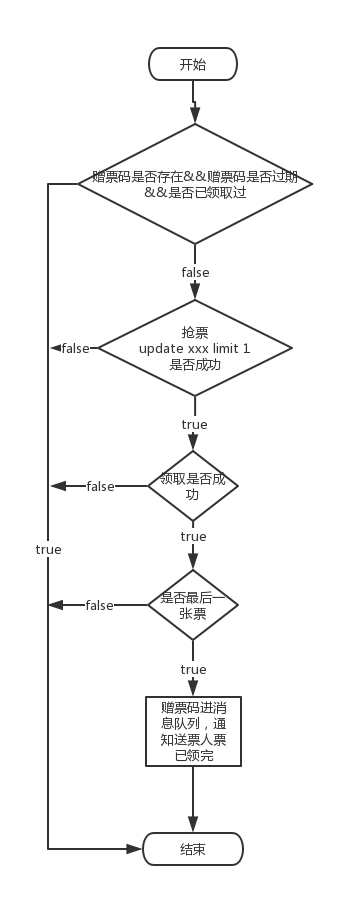 开始
赠票码是否存在&&赠票码是否过期
&&是否已领取过
false
抢票
update xxx limit 1
是否成功
false
true
领取是否成
功
false
true
true
是否最后一
张票
false
true
赠票码进消
息队列，通
知送票人票
已领完
结束